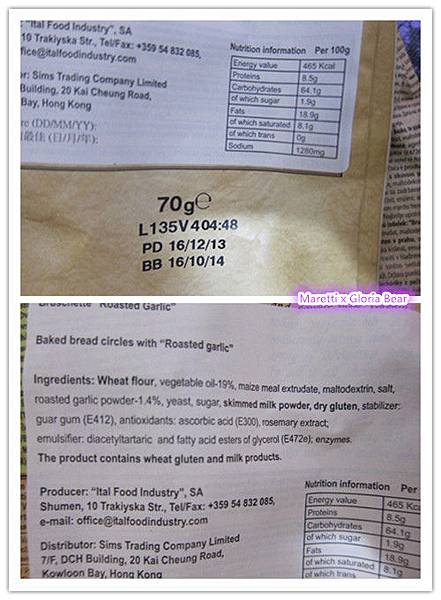 "Ital Food Industry", SA
10 Trakiyska Str., Tel/Fax: +359 54 832 085,
office@italfoodindustry.com
Sims Trading Company Limited
Building, 20 Kai Cheung Road,
Bay, Hong Kong
(DD/MM/YY):
最佳 (日/月/年):
Nutrition information Per 100g
Energy value 465 Kcal
Proteins 8.5g
Carbohydrates 64.1g
of which sugar 1.9g
Fats 18.9g
of which saturated 8.1g
of which trans 0g
Sodium 1280mg
70g℮
L135V404:48
PD 16/12/13
BB 16/10/14
Maretti x Gloria Bear
Bruschette "Roasted Garlic"
Baked bread circles with "Roasted garlic"
Ingredients: Wheat flour, vegetable oil-19%, maize meal extrudate, maltodextrin, salt,
roasted garlic powder-1.4%, yeast, sugar, skimmed milk powder, dry gluten, stabilizer:
guar gum (E412), antioxidants: ascorbic acid (E300), rosemary extract;
emulsifier: diacetyltartaric and fatty acid esters of glycerol (E472e); enzymes.
The product contains wheat gluten and milk products.
Producer: "Ital Food Industry", SA
Shumen, 10 Trakiyska Str., Tel/Fax: +359 54 832 085,
e-mail: office@italfoodindustry.com
Distributor: Sims Trading Company Limited
7/F, DCH Building, 20 Kai Cheung Road,
Kowloon Bay, Hong Kong
Nutrition information Per
Energy value 465 Kc
Proteins 8.5g
Carbohydrates 64.1g
of which sugar 1.9g
Fats 18.9g
of which saturated 8.1g
of which trans